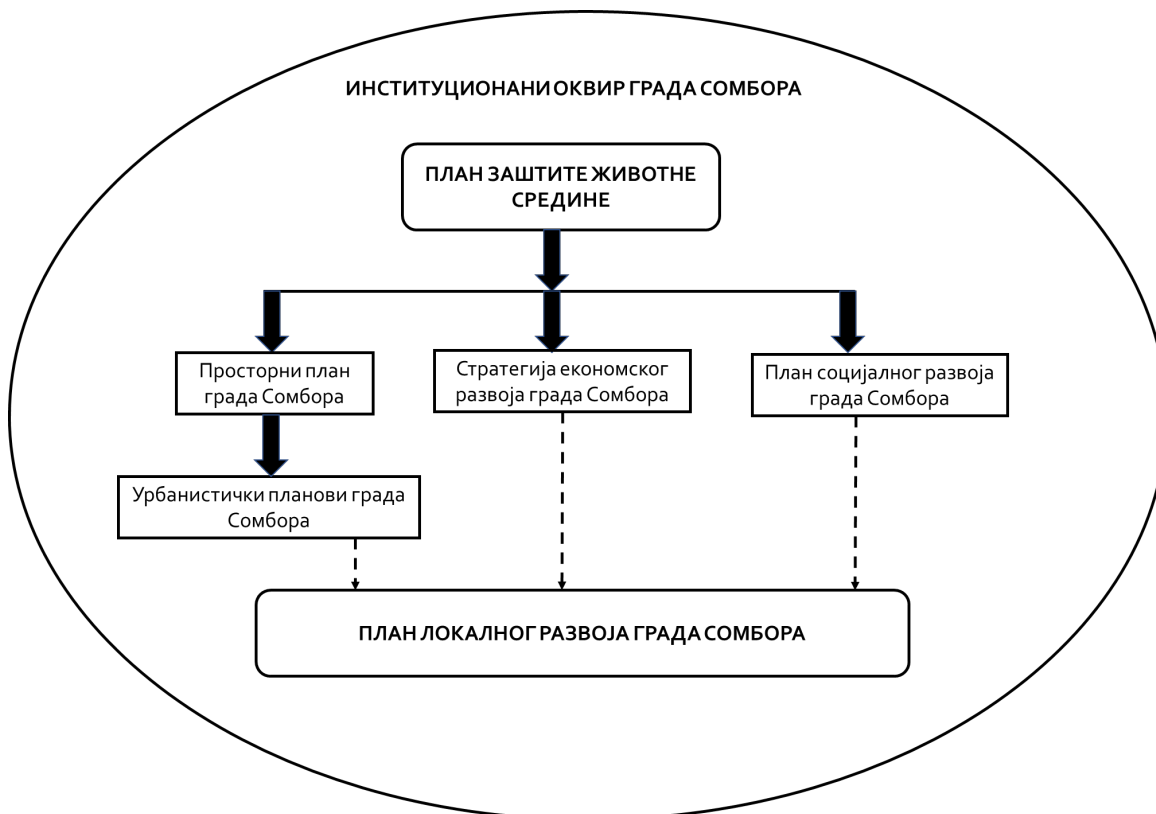 ИНСТИТУЦИОНАНИ ОКВИР ГРАДА СОМБОРА
ПЛАН ЗАШТИТЕ ЖИВОТНЕ
СРЕДИНЕ
Просторни план
града Сомбора
Стратегија економског
развоја града Сомбора
План социјалног развоја
града Сомбора
Урбанистички планови града
Сомбора
ПЛАН ЛОКАЛНОГ РАЗВОЈА ГРАДА СОМБОРА